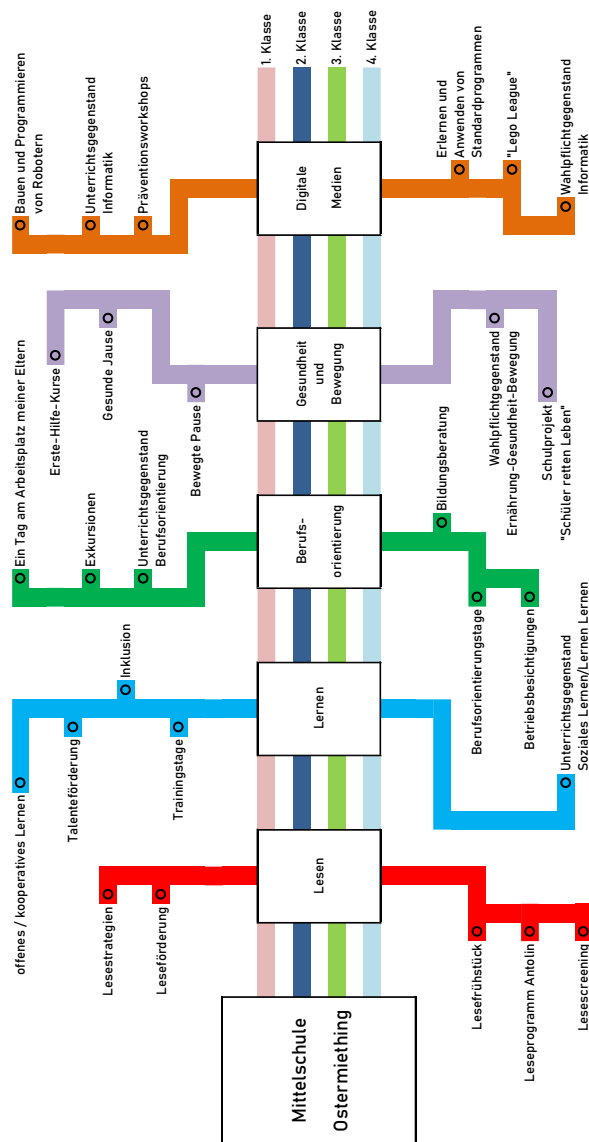 Mittelschule
Ostermiething
1. Klasse
2. Klasse
3. Klasse
4. Klasse
Lesen
Lesestrategien
Leseförderung
Lesefrühstück
Leseprogramm Antolin
Lesescreening
Lernen
offenes / kooperatives Lernen
Talenteförderung
Inklusion
Trainingstage
Unterrichtsgegenstand
Soziales Lernen/Lernen Lernen
Berufs-
orientierung
Ein Tag am Arbeitsplatz meiner Eltern
Exkursionen
Unterrichtsgegenstand
Berufsorientierung
Bildungsberatung
Berufsorientierungstage
Betriebsbesichtigungen
Gesundheit
und
Bewegung
Erste-Hilfe-Kurse
Gesunde Jause
Bewegte Pause
Wahlpflichtgegenstand
Ernährung-Gesundheit-Bewegung
Schulprojekt
"Schüler retten Leben"
Digitale
Medien
Bauen und Programmieren
von Robotern
Unterrichtsgegenstand
Informatik
Präventionsworkshops
Erlernen und
Anwenden von
Standardprogrammen
"Lego League"
Wahlpflichtgegenstand
Informatik